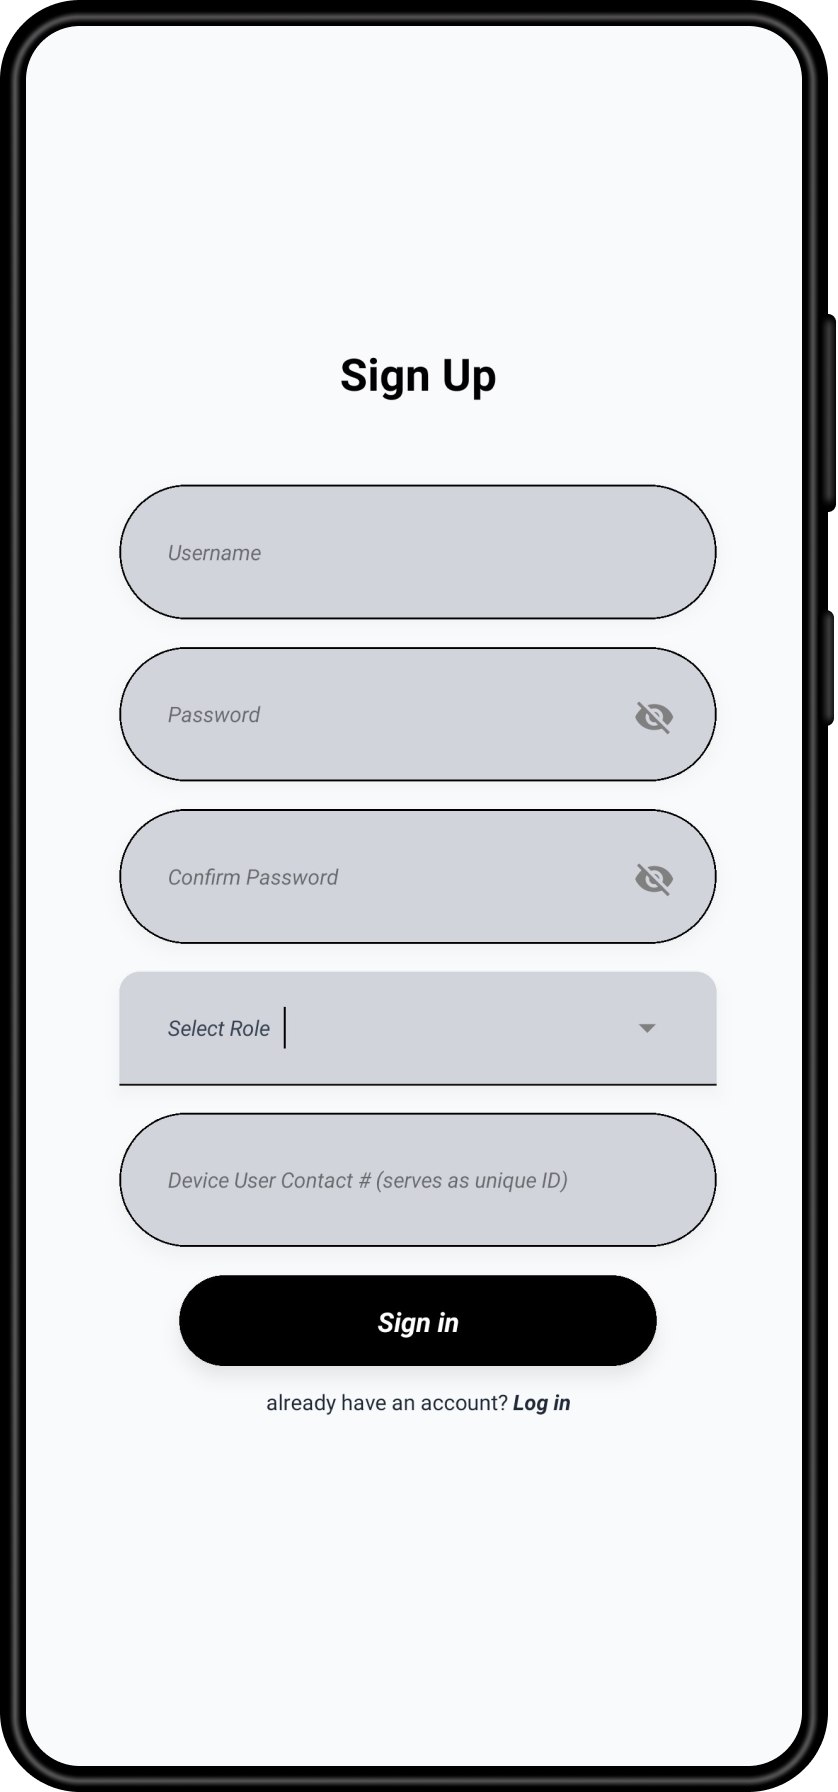 Sign Up
Username
Password
Confirm Password
Select Role
Device User Contact # (serves as unique ID)
Sign in
already have an account? Log in